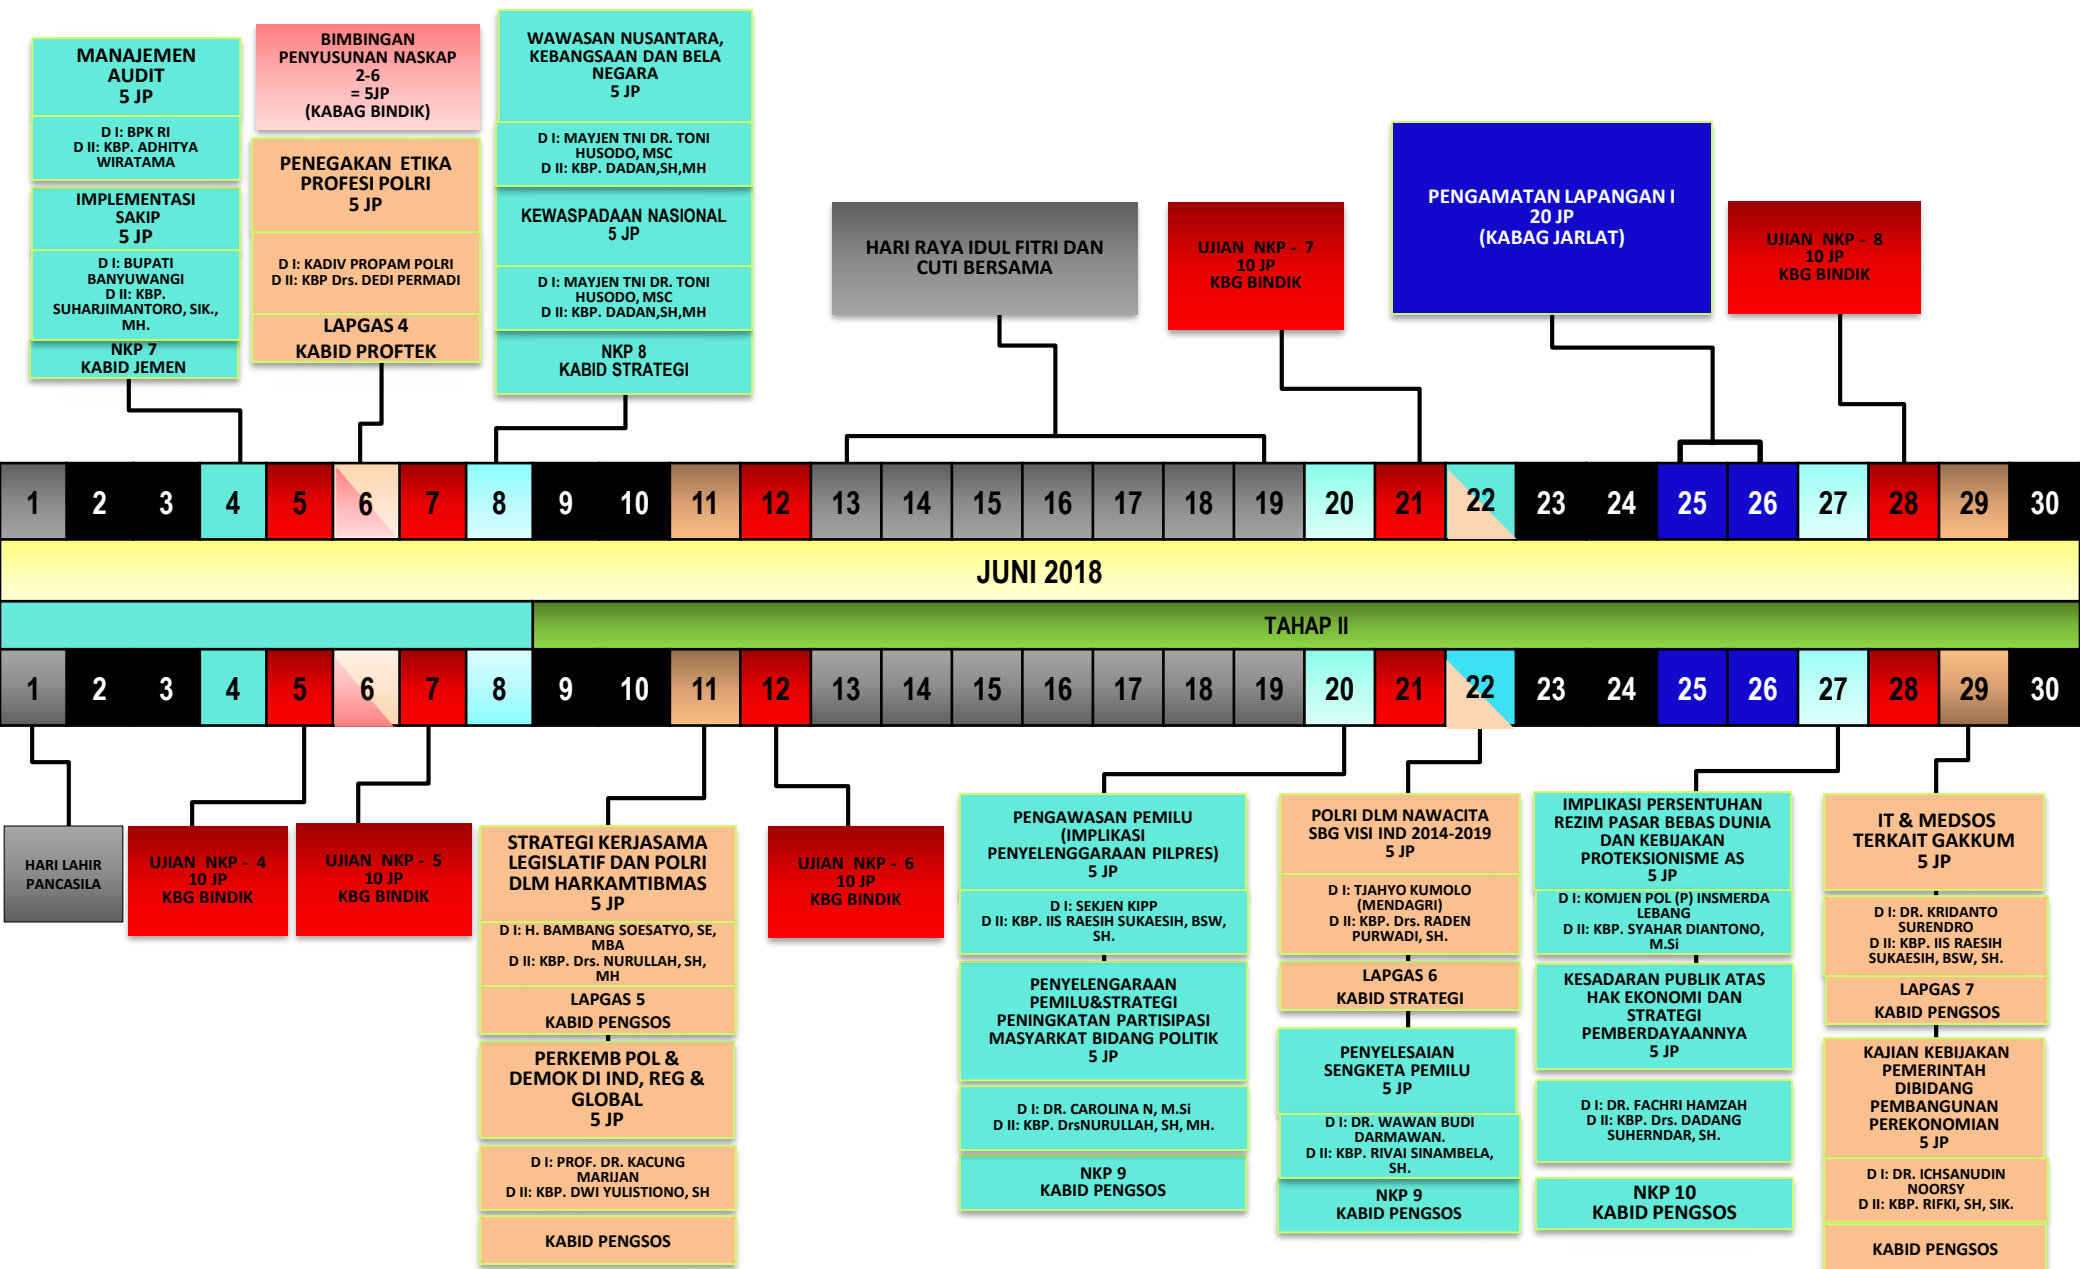 MANAJEMEN
AUDIT
5 JP
D I: BPK RI
D II: KBP. ADHITYA
WIRATAMA
IMPLEMENTASI
SAKIP
5 JP
D I: BUPATI
BANYUWANGI
D II: KBP.
SUHARJIMANTORO, SIK.,
MH.
NKP 7
KABID JEMEN
BIMBINGAN
PENYUSUNAN NASKAP
2-6
= 5JP
(KABAG BINDIK)
PENEGAKAN ETIKA
PROFESI POLRI
5 JP
D I: KADIV PROPAM POLRI
D II: KBP Drs. DEDI PERMADI
LAPGAS 4
KABID PROFTEK
WAWASAN NUSANTARA,
KEBANGSAAN DAN BELA
NEGARA
5 JP
D I: MAYJEN TNI DR. TONI
HUSODO, MSC
D II: KBP. DADAN,SH,MH
KEWASPADAAN NASIONAL
5 JP
D I: MAYJEN TNI DR. TONI
HUSODO, MSC
D II: KBP. DADAN,SH,MH
NKP 8
KABID STRATEGI
HARI RAYA IDUL FITRI DAN
CUTI BERSAMA
UJIAN NKP - 7
10 JP
KBG BINDIK
PENGAMATAN LAPANGAN I
20 JP
(KABAG JARLAT)
UJIAN NKP - 8
10 JP
KBG BINDIK
1 2 3 4 5 6 7 8 9 10 11 12 13 14 15 16 17 18 19 20 21 22 23 24 25 26 27 28 29 30
JUNI 2018
TAHAP II
1 2 3 4 5 6 7 8 9 10 11 12 13 14 15 16 17 18 19 20 21 22 23 24 25 26 27 28 29 30
HARI LAHIR
PANCASILA
UJIAN NKP - 4
10 JP
KBG BINDIK
UJIAN NKP - 5
10 JP
KBG BINDIK
STRATEGI KERJASAMA
LEGISLATIF DAN POLRI
DLM HARKAMTIBMAS
5 JP
D I: H. BAMBANG SOESATYO, SE,
MBA
D II: KBP. Drs. NURULLAH, SH,
MH
LAPGAS 5
KABID PENGSOS
PERKEMB POL &
DEMOK DI IND, REG &
GLOBAL
5 JP
D I: PROF. DR. KACUNG
MARIJAN
D II: KBP. DWI YULISTIONO, SH
KABID PENGSOS
UJIAN NKP - 6
10 JP
KBG BINDIK
PENGAWASAN PEMILU
(IMPLIKASI
PENYELENGGARAAN PILPRES)
5 JP
D I: SEKJEN KIPP
D II: KBP. IIS RAESIH SUKAESIH, BSW,
SH.
PENYELENGARAAN
PEMILU&STRATEGI
PENINGKATAN PARTISIPASI
MASYARKAT BIDANG POLITIK
5 JP
D I: DR. CAROLINA N, M.Si
D II: KBP. DrsNURULLAH, SH, MH.
NKP 9
KABID PENGSOS
POLRI DLM NAWACITA
SBG VISI IND 2014-2019
5 JP
D I: TJAHYO KUMOLO
(MENDAGRI)
D II: KBP. Drs. RADEN
PURWADI, SH.
LAPGAS 6
KABID STRATEGI
PENYELESAIAN
SENGKETA PEMILU
5 JP
D I: DR. WAWAN BUDI
DARMAWAN.
D II: KBP. RIVAI SINAMBELA,
SH.
NKP 9
KABID PENGSOS
IMPLIKASI PERSENTUHAN
REZIM PASAR BEBAS DUNIA
DAN KEBIJAKAN
PROTEKSIONISME AS
5 JP
D I: KOMJEN POL (P) INSMERDA
LEBANG
D II: KBP. SYAHAR DIANTONO,
M.Si
KESADARAN PUBLIK ATAS
HAK EKONOMI DAN
STRATEGI
PEMBERDAYAANNYA
5 JP
D I: DR. FACHRI HAMZAH
D II: KBP. Drs. DADANG
SUHERNDAR, SH.
NKP 10
KABID PENGSOS
IT & MEDSOS
TERKAIT GAKKUM
5 JP
D I: DR. KRIDANTO
SURENDRO
D II: KBP. IIS RAESIH
SUKAESIH, BSW, SH.
LAPGAS 7
KABID PENGSOS
KAJIAN KEBIJAKAN
PEMERINTAH
DIBIDANG
PEMBANGUNAN
PEREKONOMIAN
5 JP
D I: DR. ICHSANUDIN
NOORSY
D II: KBP. RIFKI, SH, SIK.
KABID PENGSOS